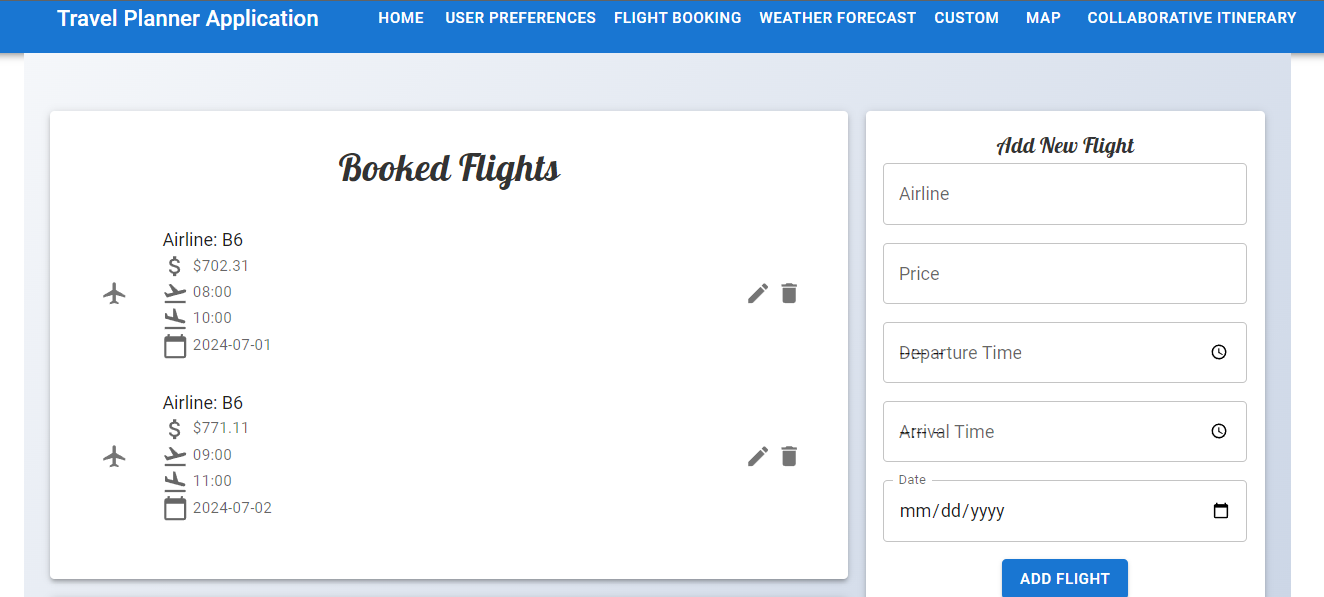 Travel Planner Application
HOME USER PREFERENCES FLIGHT BOOKING WEATHER FORECAST CUSTOM MAP COLLABORATIVE ITINERARY
Booked Flights
Airline: B6
$702.31
08:00
10:00
2024-07-01
Airline: B6
$771.11
09:00
11:00
2024-07-02
Add New Flight
Airline
Price
Departure Time
Arrival Time
Date
mm/dd/yyyy
ADD FLIGHT